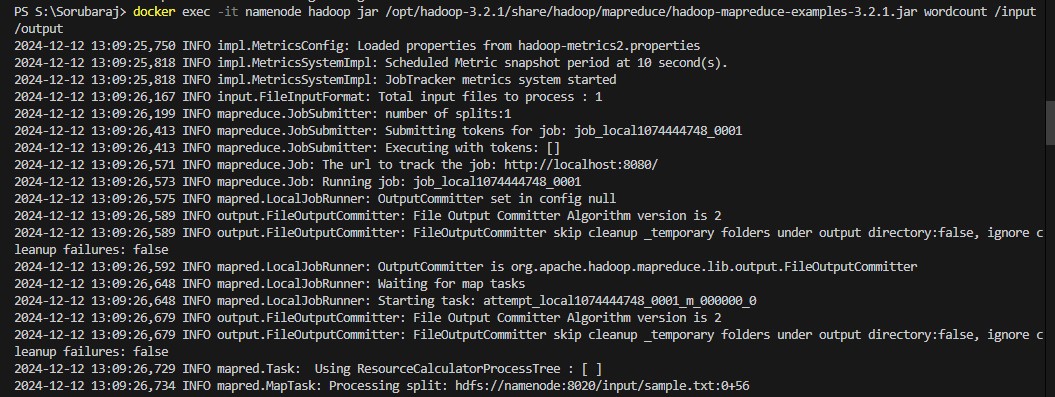 PS S:\Sorubaraj> docker exec -it namenode hadoop jar /opt/hadoop-3.2.1/share/hadoop/mapreduce/hadoop-mapreduce-examples-3.2.1.jar wordcount /input
/output
2024-12-12 13:09:25,750 INFO impl.MetricsConfig: Loaded properties from hadoop-metrics2.properties
2024-12-12 13:09:25,818 INFO impl.MetricsSystemImpl: Scheduled Metric snapshot period at 10 second(s).
2024-12-12 13:09:25,818 INFO impl.MetricsSystemImpl: JobTracker metrics system started
2024-12-12 13:09:26,167 INFO input.FileInputFormat: Total input files to process : 1
2024-12-12 13:09:26,199 INFO mapreduce.JobSubmitter: number of splits:1
2024-12-12 13:09:26,413 INFO mapreduce.JobSubmitter: Submitting tokens for job: job_local1074444748_0001
2024-12-12 13:09:26,413 INFO mapreduce.JobSubmitter: Executing with tokens: []
2024-12-12 13:09:26,571 INFO mapreduce.Job: The url to track the job: http://localhost:8080/
2024-12-12 13:09:26,573 INFO mapreduce.Job: Running job: job_local1074444748_0001
2024-12-12 13:09:26,575 INFO mapred.LocalJobRunner: OutputCommitter set in config null
2024-12-12 13:09:26,589 INFO output.FileOutputCommitter: File Output Committer Algorithm version is 2
2024-12-12 13:09:26,589 INFO output.FileOutputCommitter: FileOutputCommitter skip cleanup _temporary folders under output directory:false, ignore c
leanup failures: false
2024-12-12 13:09:26,592 INFO mapred.LocalJobRunner: OutputCommitter is org.apache.hadoop.mapreduce.lib.output.FileOutputCommitter
2024-12-12 13:09:26,648 INFO mapred.LocalJobRunner: Waiting for map tasks
2024-12-12 13:09:26,648 INFO mapred.LocalJobRunner: Starting task: attempt_local1074444748_0001_m_000000_0
2024-12-12 13:09:26,679 INFO output.FileOutputCommitter: File Output Committer Algorithm version is 2
2024-12-12 13:09:26,679 INFO output.FileOutputCommitter: FileOutputCommitter skip cleanup _temporary folders under output directory:false, ignore c
leanup failures: false
2024-12-12 13:09:26,729 INFO mapred.Task:  Using ResourceCalculatorProcessTree : [ ]
2024-12-12 13:09:26,734 INFO mapred.MapTask: Processing split: hdfs://namenode:8020/input/sample.txt:0+56